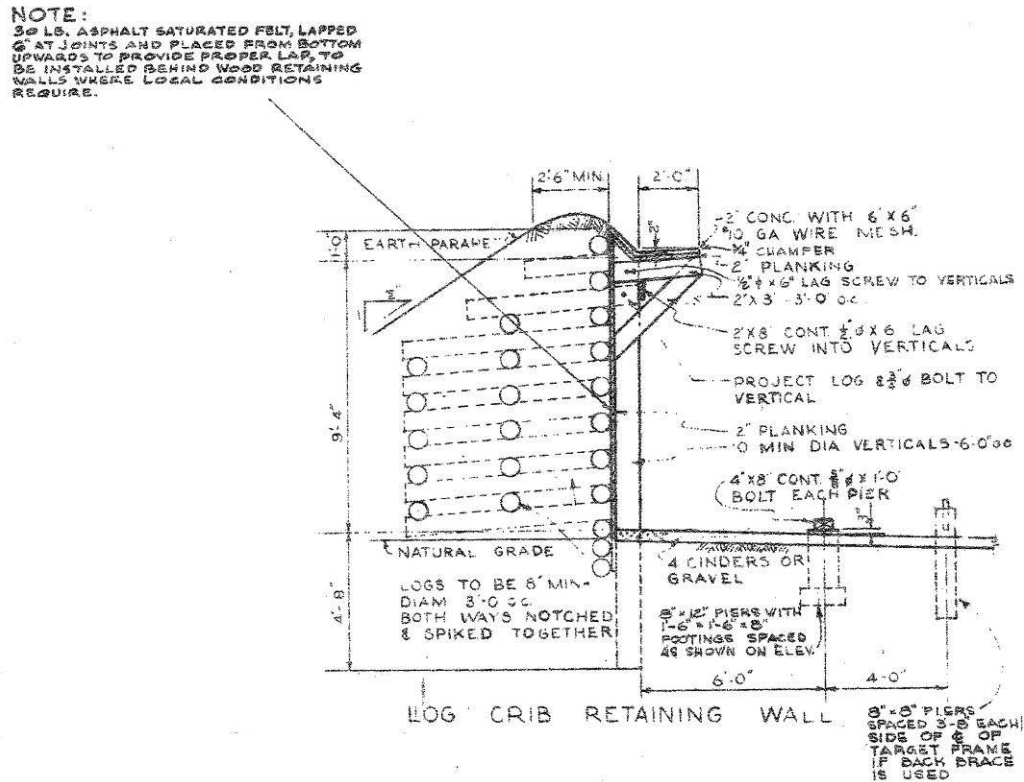 NOTE:
30 LB. ASPHALT SATURATED FELT, LAPPED
6" AT JOINTS AND PLACED FROM BOTTOM
UPWARDS TO PROVIDE PROPER LAP, TO
BE INSTALLED BEHIND WOOD RETAINING
WALLS WHERE LOCAL CONDITIONS
REQUIRE.
2'6" MIN.
2'-0"
1'-0"
EARTH PARAPE
2"
2" CONC. WITH 6" X 6"
10 GA WIRE MESH.
3/4" CHAMFER
2" PLANKING
1/2" φ X 6" LAG SCREW TO VERTICALS
2" X 3' - 3'-0" o.c.
2"X8" CONT. 1/2" φ X 6 LAG
SCREW INTO VERTICALS
PROJECT LOG & 3/4" φ BOLT TO
VERTICAL
9'-4"
2" PLANKING
0 MIN DIA VERTICALS-6'-0" oc
4"X8" CONT. 5/8" φ X 1'-0"
BOLT EACH PIER
3"
NATURAL GRADE
4 CINDERS OR
GRAVEL
4'-8"
LOGS TO BE 8" MIN-
DIAM 3'-0 o.c.
BOTH WAYS NOTCHED
& SPIKED TOGETHER
8" x 12" PIERS WITH
1'-6" x 1'-6" x 8"
FOOTINGS SPACED
AS SHOWN ON ELEV.
6'-0"
4'-0"
LOG CRIB RETAINING WALL
8" x 8" PIERS
SPACED 3'-8" EACH
SIDE OF ℄ OF
TARGET FRAME
IF BACK BRACE
IS USED